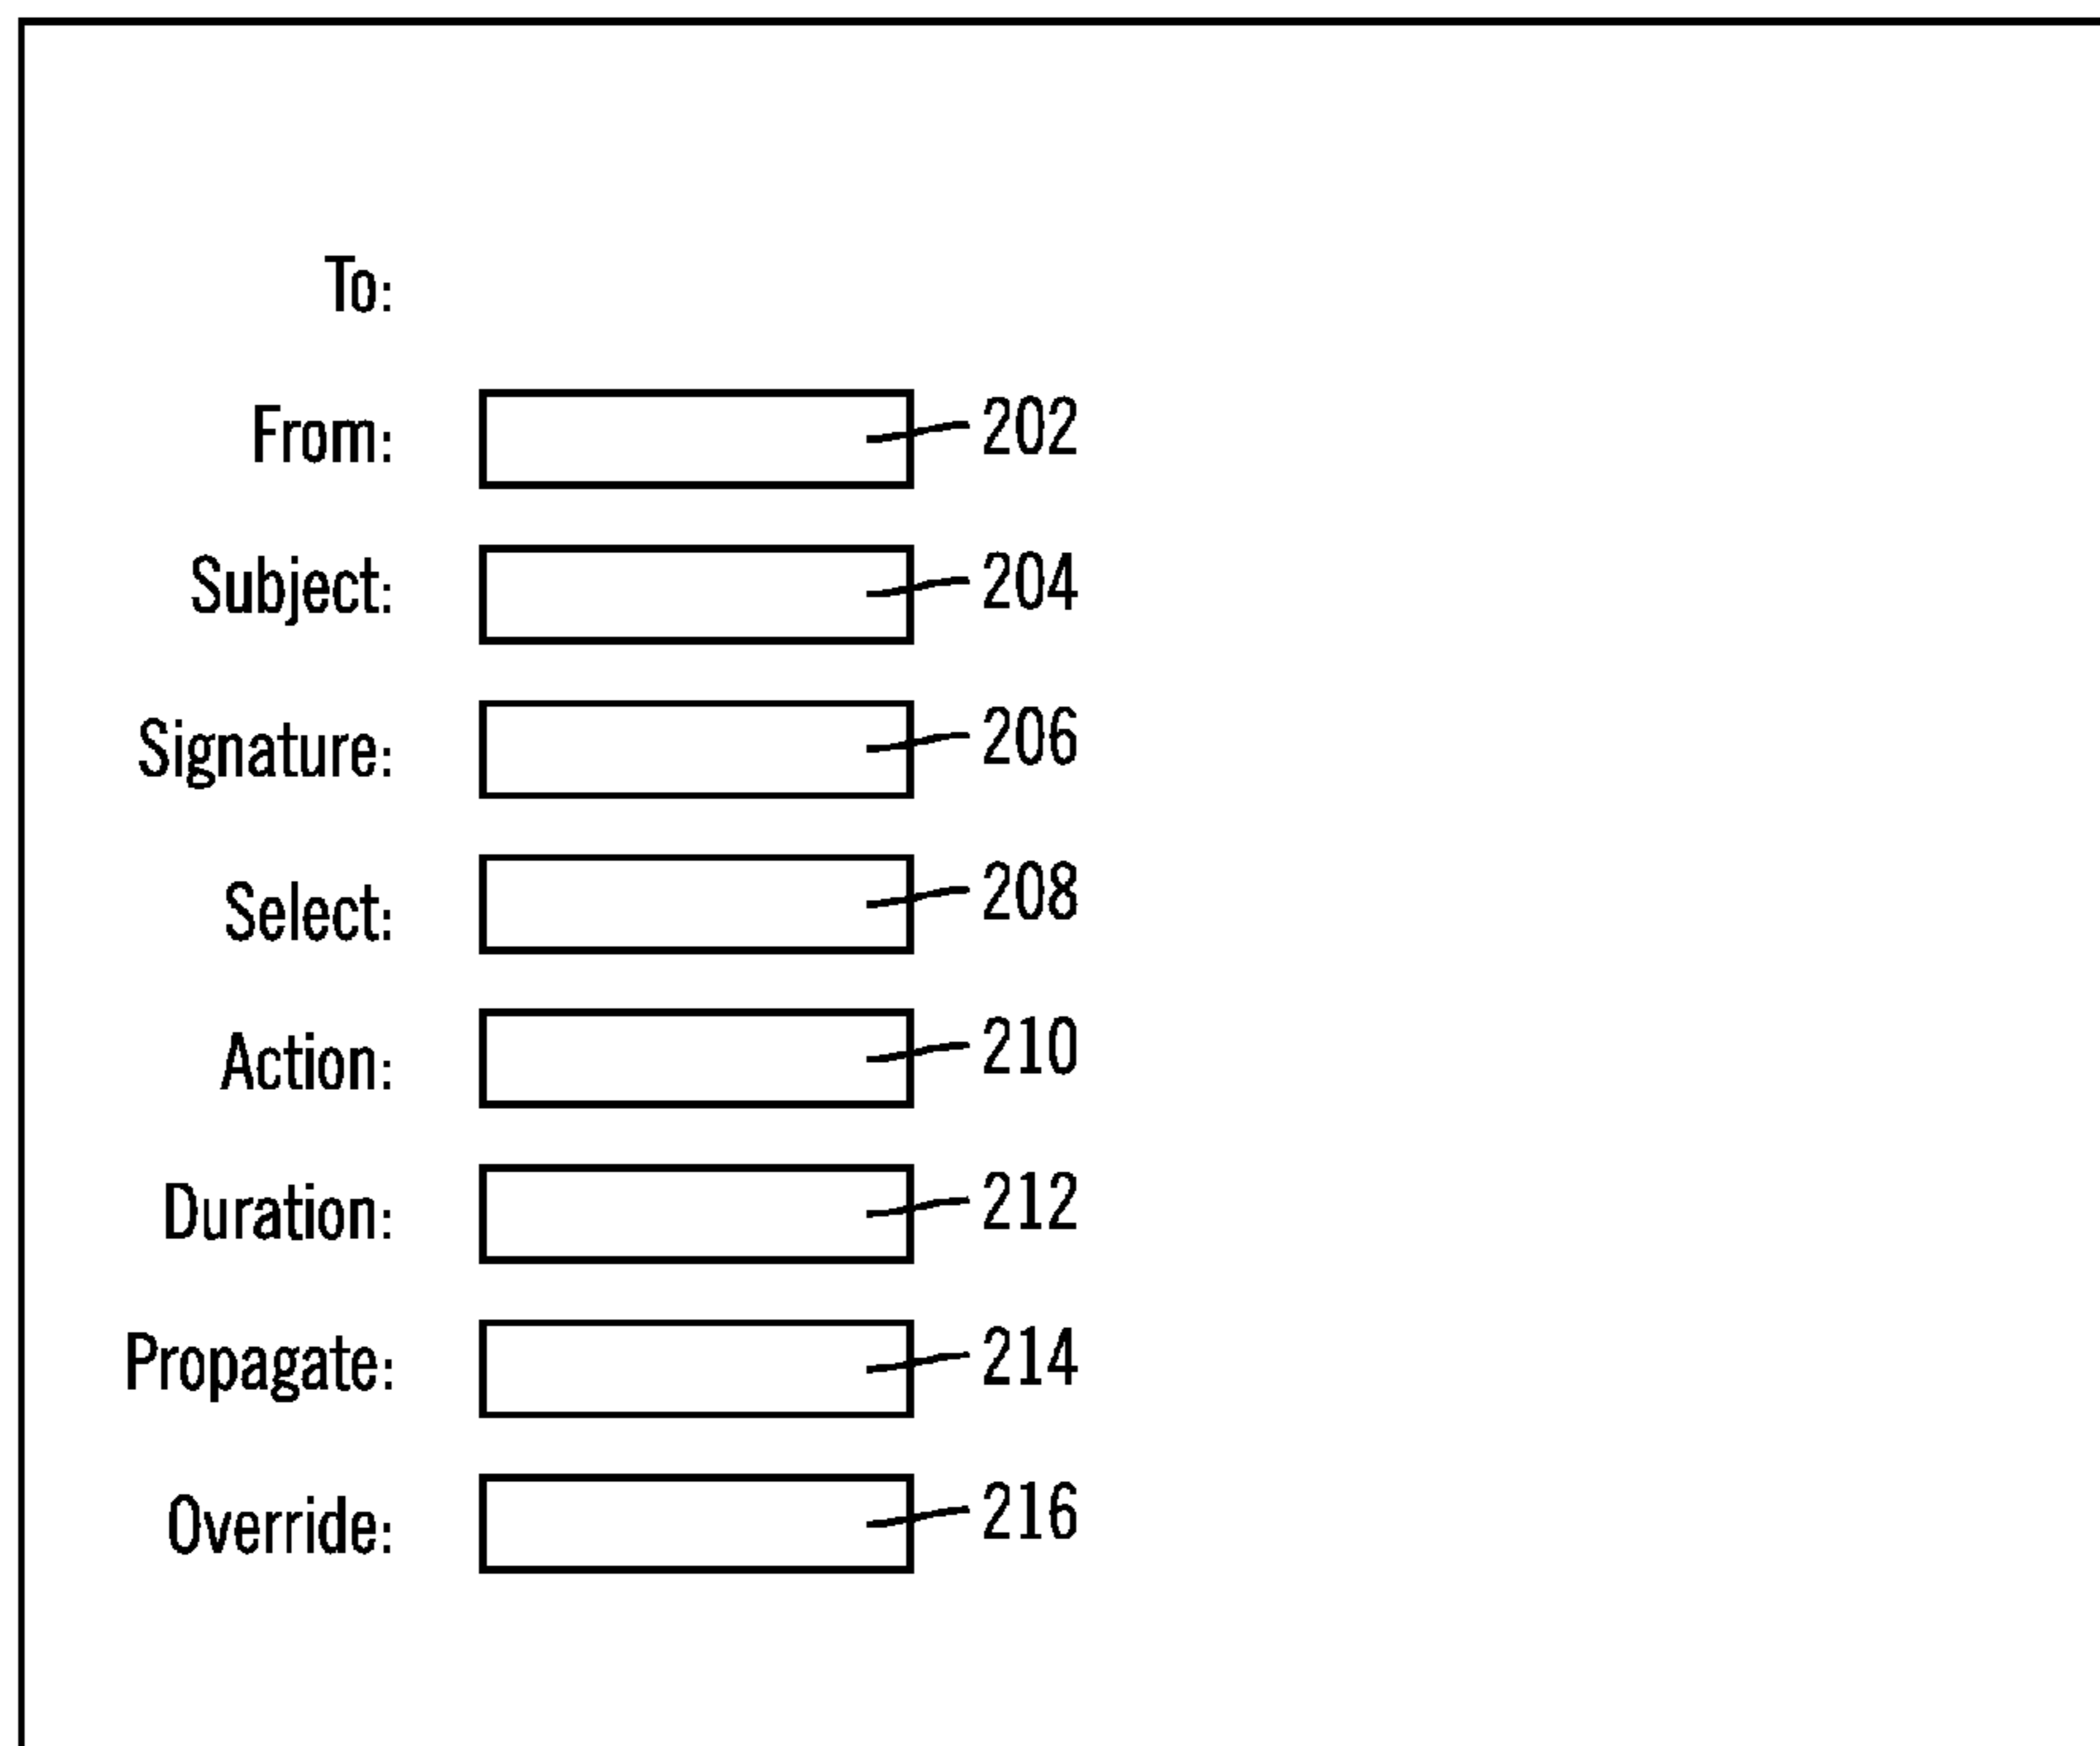 To:
From: 202
Subject: 204
Signature: 206
Select: 208
Action: 210
Duration: 212
Propagate: 214
Override: 216